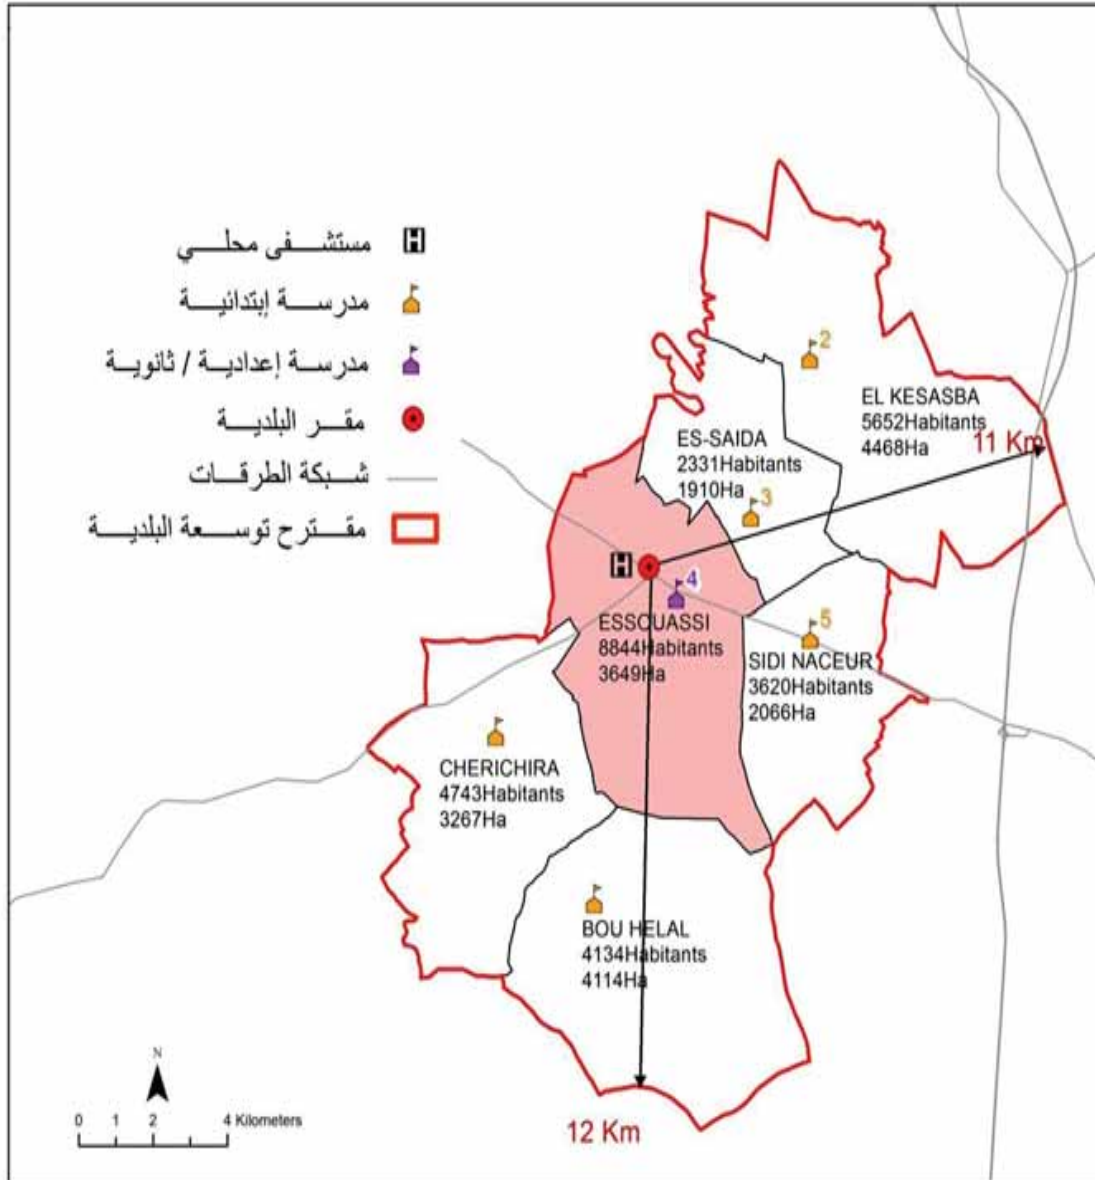 مستشفى محلي
مدرسة إبتدائية
مدرسة إعدادية / ثانوية
مقر البلدية
شبكة الطرقات
مقترح توسعة البلدية
2
EL KESASBA
5652Habitants
4468Ha
11 Km
ES-SAIDA
2331Habitants
1910Ha
3
H
4
ESSOUASSI
8844Habitants
3649Ha
5
SIDI NACEUR
3620Habitants
2066Ha
CHERICHIRA
4743Habitants
3267Ha
BOU HELAL
4134Habitants
4114Ha
12 Km
N
0 1 2 4 Kilometers